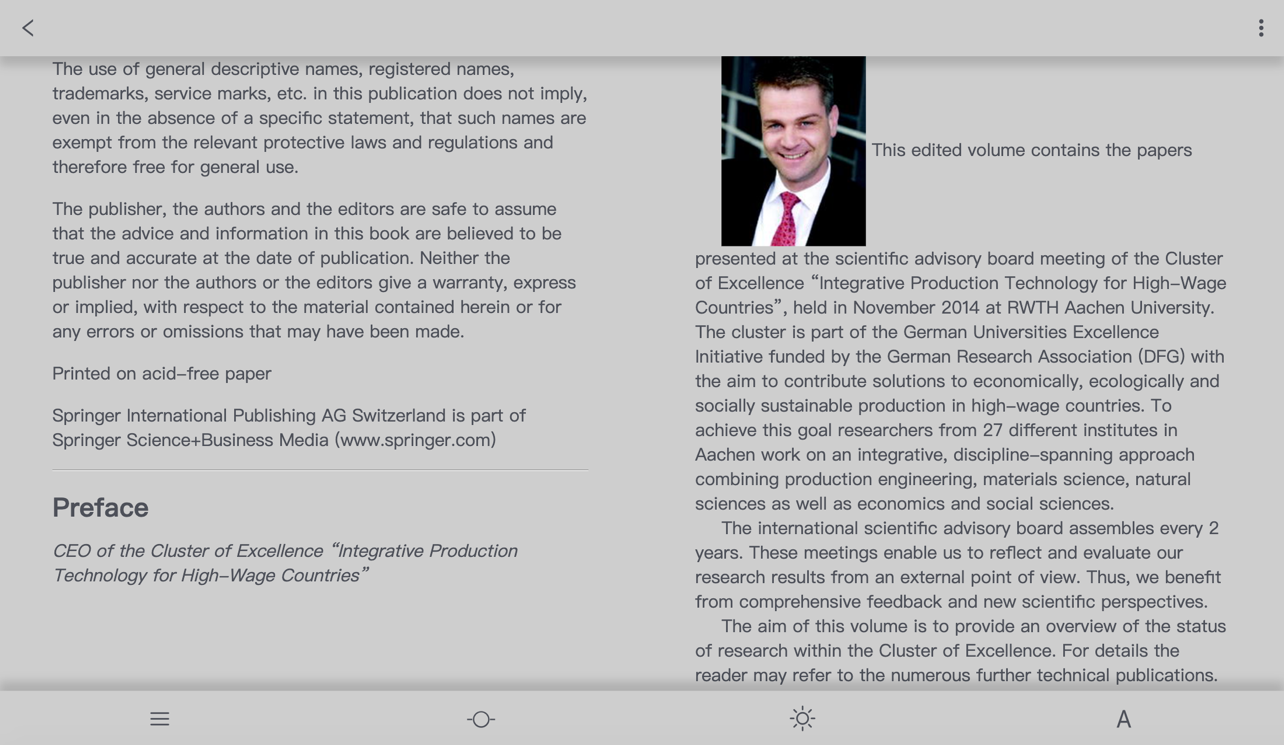 The use of general descriptive names, registered names,
trademarks, service marks, etc. in this publication does not imply,
even in the absence of a specific statement, that such names are
exempt from the relevant protective laws and regulations and
therefore free for general use.
The publisher, the authors and the editors are safe to assume
that the advice and information in this book are believed to be
true and accurate at the date of publication. Neither the
publisher nor the authors or the editors give a warranty, express
or implied, with respect to the material contained herein or for
any errors or omissions that may have been made.
Printed on acid-free paper
Springer International Publishing AG Switzerland is part of
Springer Science+Business Media (www.springer.com)
Preface
CEO of the Cluster of Excellence “Integrative Production
Technology for High-Wage Countries”
This edited volume contains the papers
presented at the scientific advisory board meeting of the Cluster
of Excellence “Integrative Production Technology for High-Wage
Countries”, held in November 2014 at RWTH Aachen University.
The cluster is part of the German Universities Excellence
Initiative funded by the German Research Association (DFG) with
the aim to contribute solutions to economically, ecologically and
socially sustainable production in high-wage countries. To
achieve this goal researchers from 27 different institutes in
Aachen work on an integrative, discipline-spanning approach
combining production engineering, materials science, natural
sciences as well as economics and social sciences.
The international scientific advisory board assembles every 2
years. These meetings enable us to reflect and evaluate our
research results from an external point of view. Thus, we benefit
from comprehensive feedback and new scientific perspectives.
The aim of this volume is to provide an overview of the status
of research within the Cluster of Excellence. For details the
reader may refer to the numerous further technical publications.
A